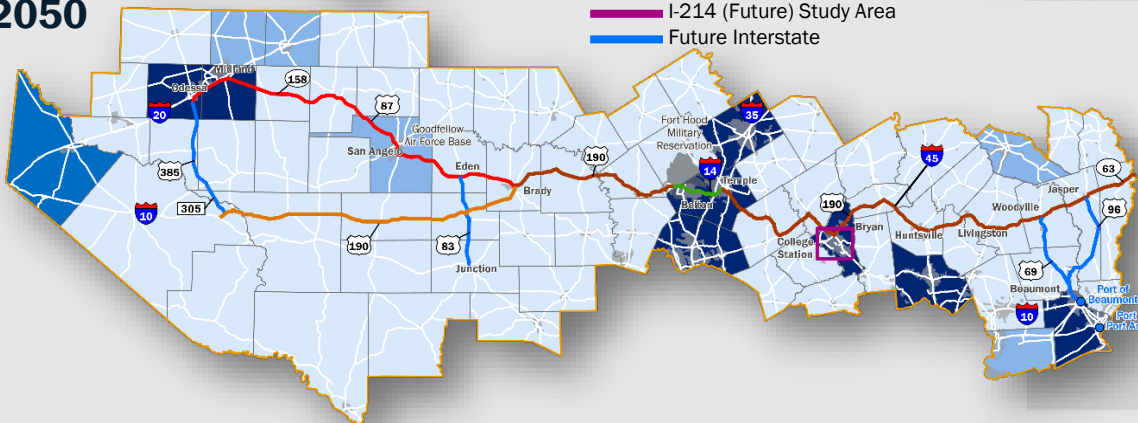 2050
I-214 (Future) Study Area
Future Interstate
Midland
Odessa
158
20
87
Goodfellow
Air Force Base
San Angelo
Eden
385
305
10
190
83
Junction
Brady
190
Fort Hood
Military
Reservation
35
14
Temple
Belton
190
45
College
Station
Bryan
Huntsville
Livingston
Woodville
Jasper
63
96
69
Beaumont
10
Port of
Beaumont
Port
Port A